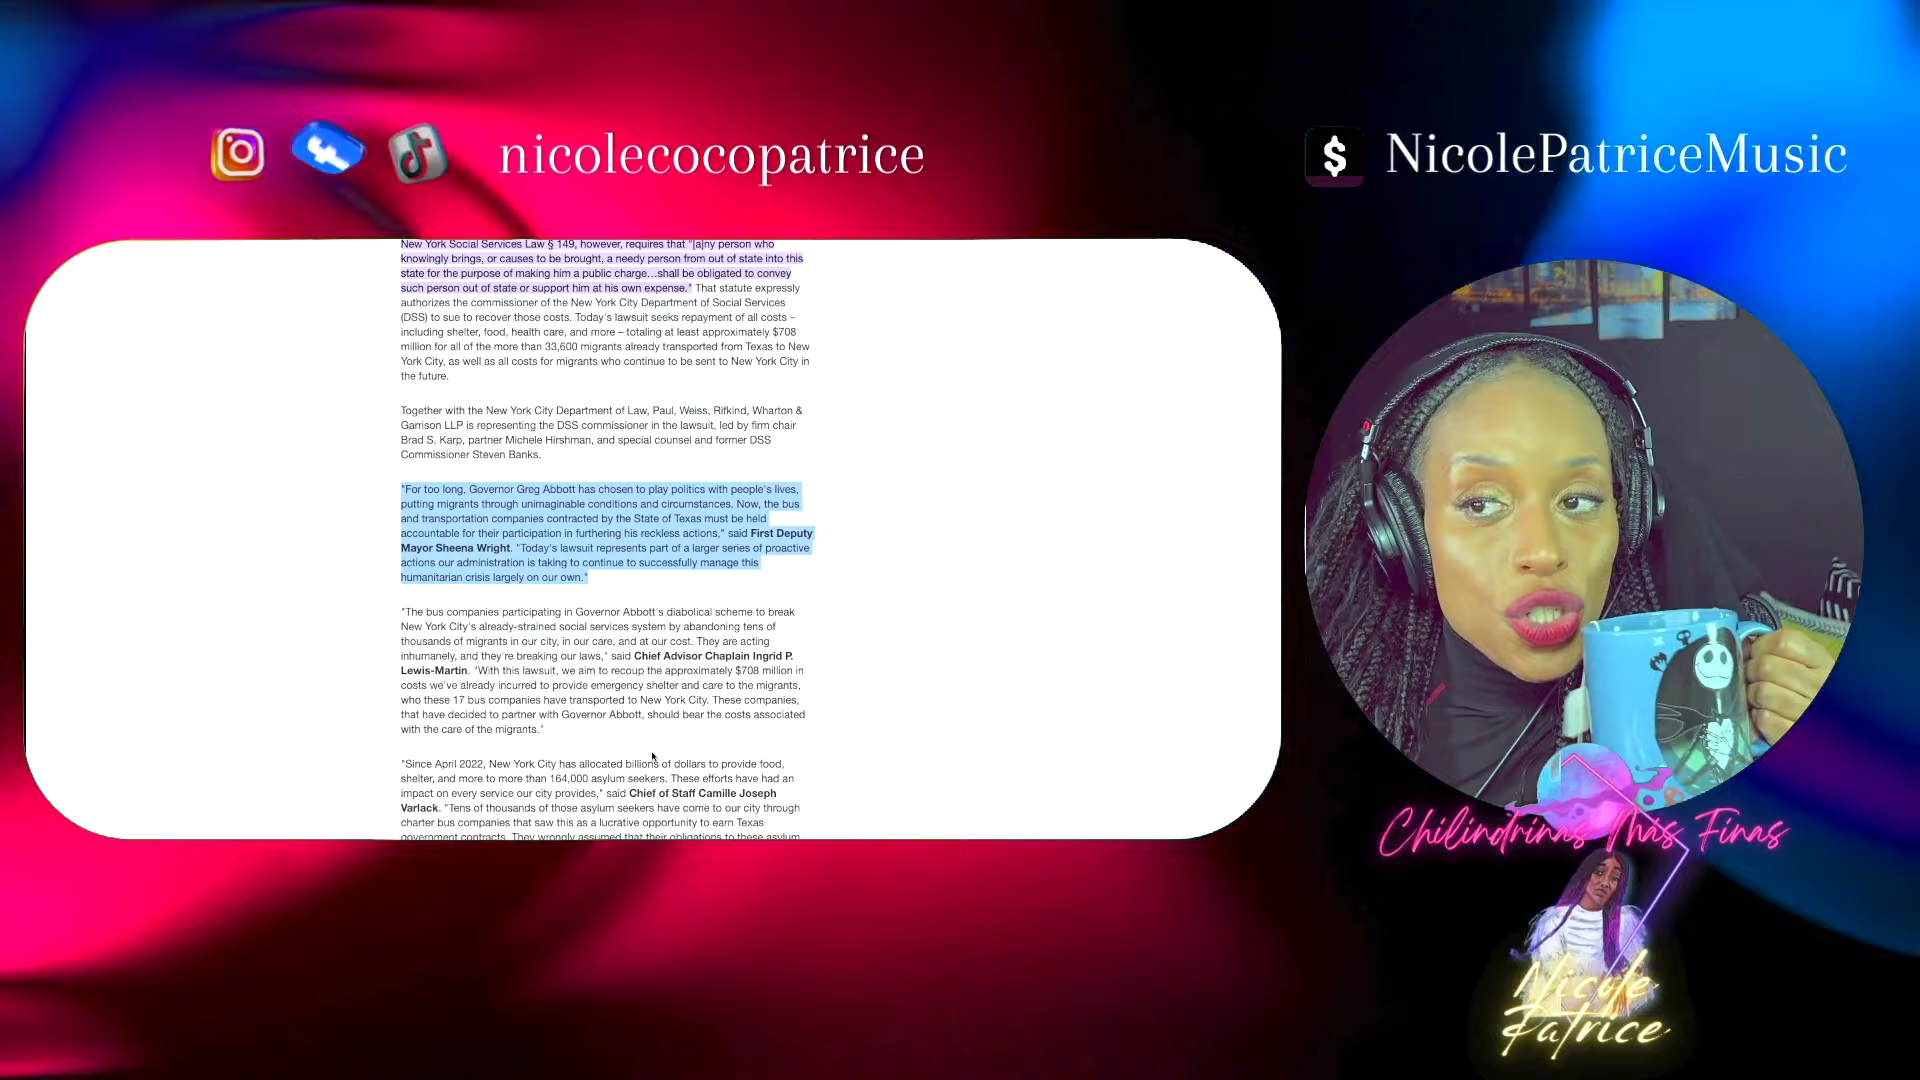 nicolecocopatrice
NicolePatriceMusic
New York Social Services Law § 149, however, requires that "[a]ny person who
knowingly brings, or causes to be brought, a needy person from out of state into this
state for the purpose of making him a public charge…shall be obligated to convey
such person out of state or support him at his own expense." That statute expressly
authorizes the commissioner of the New York City Department of Social Services
(DSS) to sue to recover those costs. Today's lawsuit seeks repayment of all costs –
including shelter, food, health care, and more – totaling at least approximately $708
million for all of the more than 33,600 migrants already transported from Texas to New
York City, as well as all costs for migrants who continue to be sent to New York City in
the future.
Together with the New York City Department of Law, Paul, Weiss, Rifkind, Wharton &
Garrison LLP is representing the DSS commissioner in the lawsuit, led by firm chair
Brad S. Karp, partner Michele Hirshman, and special counsel and former DSS
Commissioner Steven Banks.
"For too long, Governor Greg Abbott has chosen to play politics with people's lives,
putting migrants through unimaginable conditions and circumstances. Now, the bus
and transportation companies contracted by the State of Texas must be held
accountable for their participation in furthering his reckless actions," said First Deputy
Mayor Sheena Wright. "Today's lawsuit represents part of a larger series of proactive
actions our administration is taking to continue to successfully manage this
humanitarian crisis largely on our own."
"The bus companies participating in Governor Abbott's diabolical scheme to break
New York City's already-strained social services system by abandoning tens of
thousands of migrants in our city, in our care, and at our cost. They are acting
inhumanely, and they're breaking our laws," said Chief Advisor Chaplain Ingrid P.
Lewis-Martin. "With this lawsuit, we aim to recoup the approximately $708 million in
costs we've already incurred to provide emergency shelter and care to the migrants,
who these 17 bus companies have transported to New York City. These companies,
that have decided to partner with Governor Abbott, should bear the costs associated
with the care of the migrants."
"Since April 2022, New York City has allocated billions of dollars to provide food,
shelter, and more to more than 164,000 asylum seekers. These efforts have had an
impact on every service our city provides," said Chief of Staff Camille Joseph
Varlack. "Tens of thousands of those asylum seekers have come to our city through
charter bus companies that saw this as a lucrative opportunity to earn Texas
government contracts. They wrongly assumed that their obligations to these asylum
Chilindrinas Más Finas
Nicole
Patrice